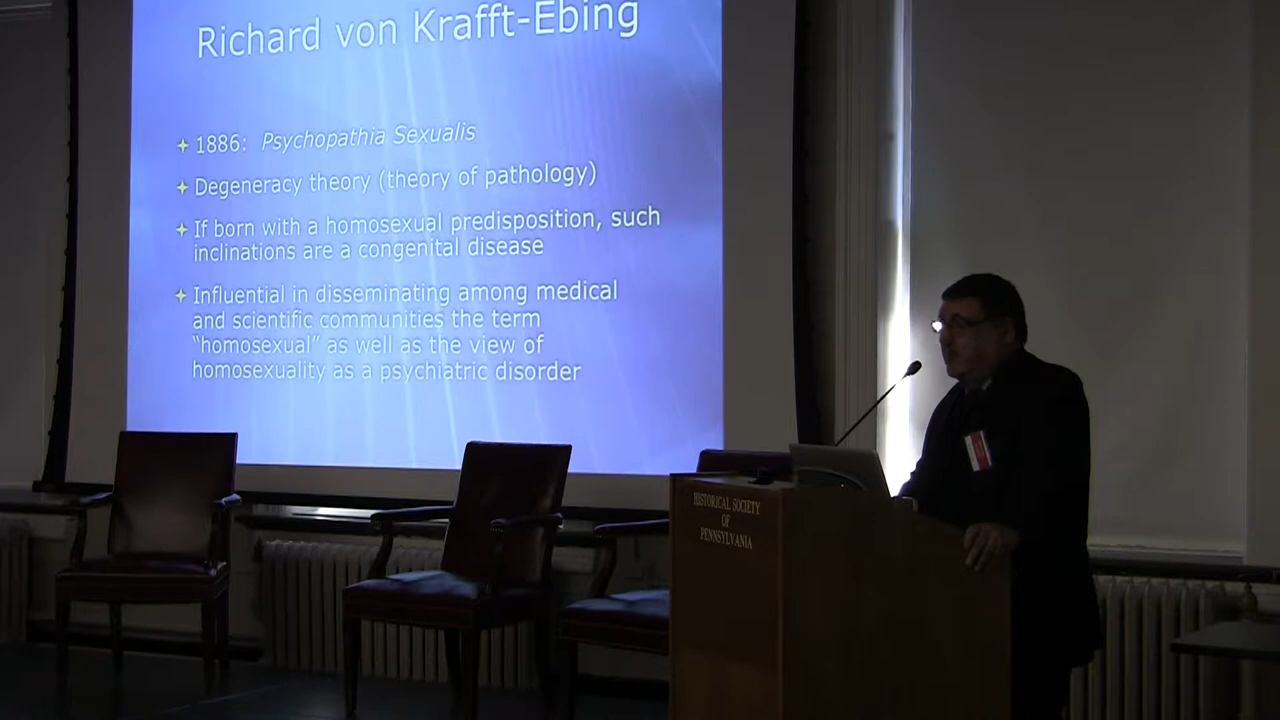 Richard von Krafft-Ebing
1886: Psychopathia Sexualis
Degeneracy theory (theory of pathology)
If born with a homosexual predisposition, such
inclinations are a congenital disease
Influential in disseminating among medical
and scientific communities the term
"homosexual" as well as the view of
homosexuality as a psychiatric disorder
HISTORICAL SOCIETY
OF
PENNSYLVANIA